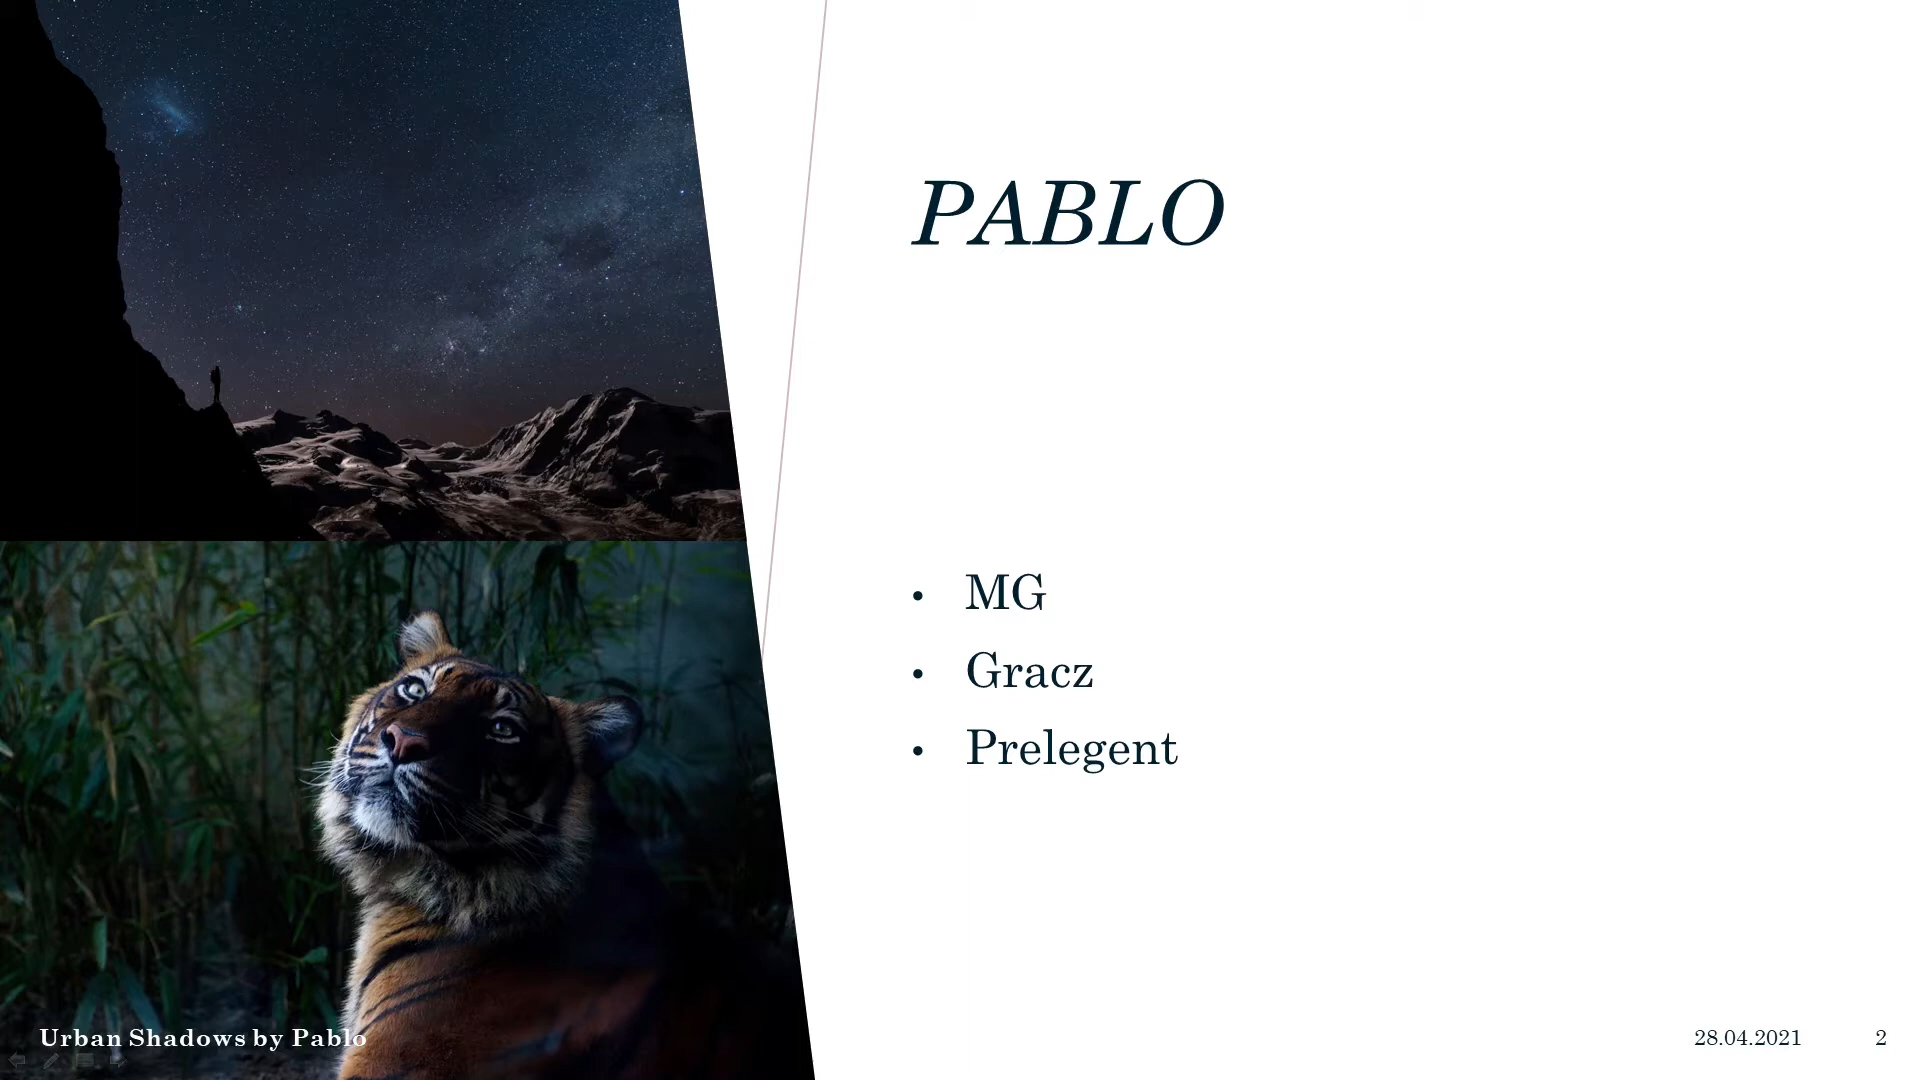 PABLO
• MG
• Gracz
• Prelegent
Urban Shadows by Pablo
28.04.2021
2